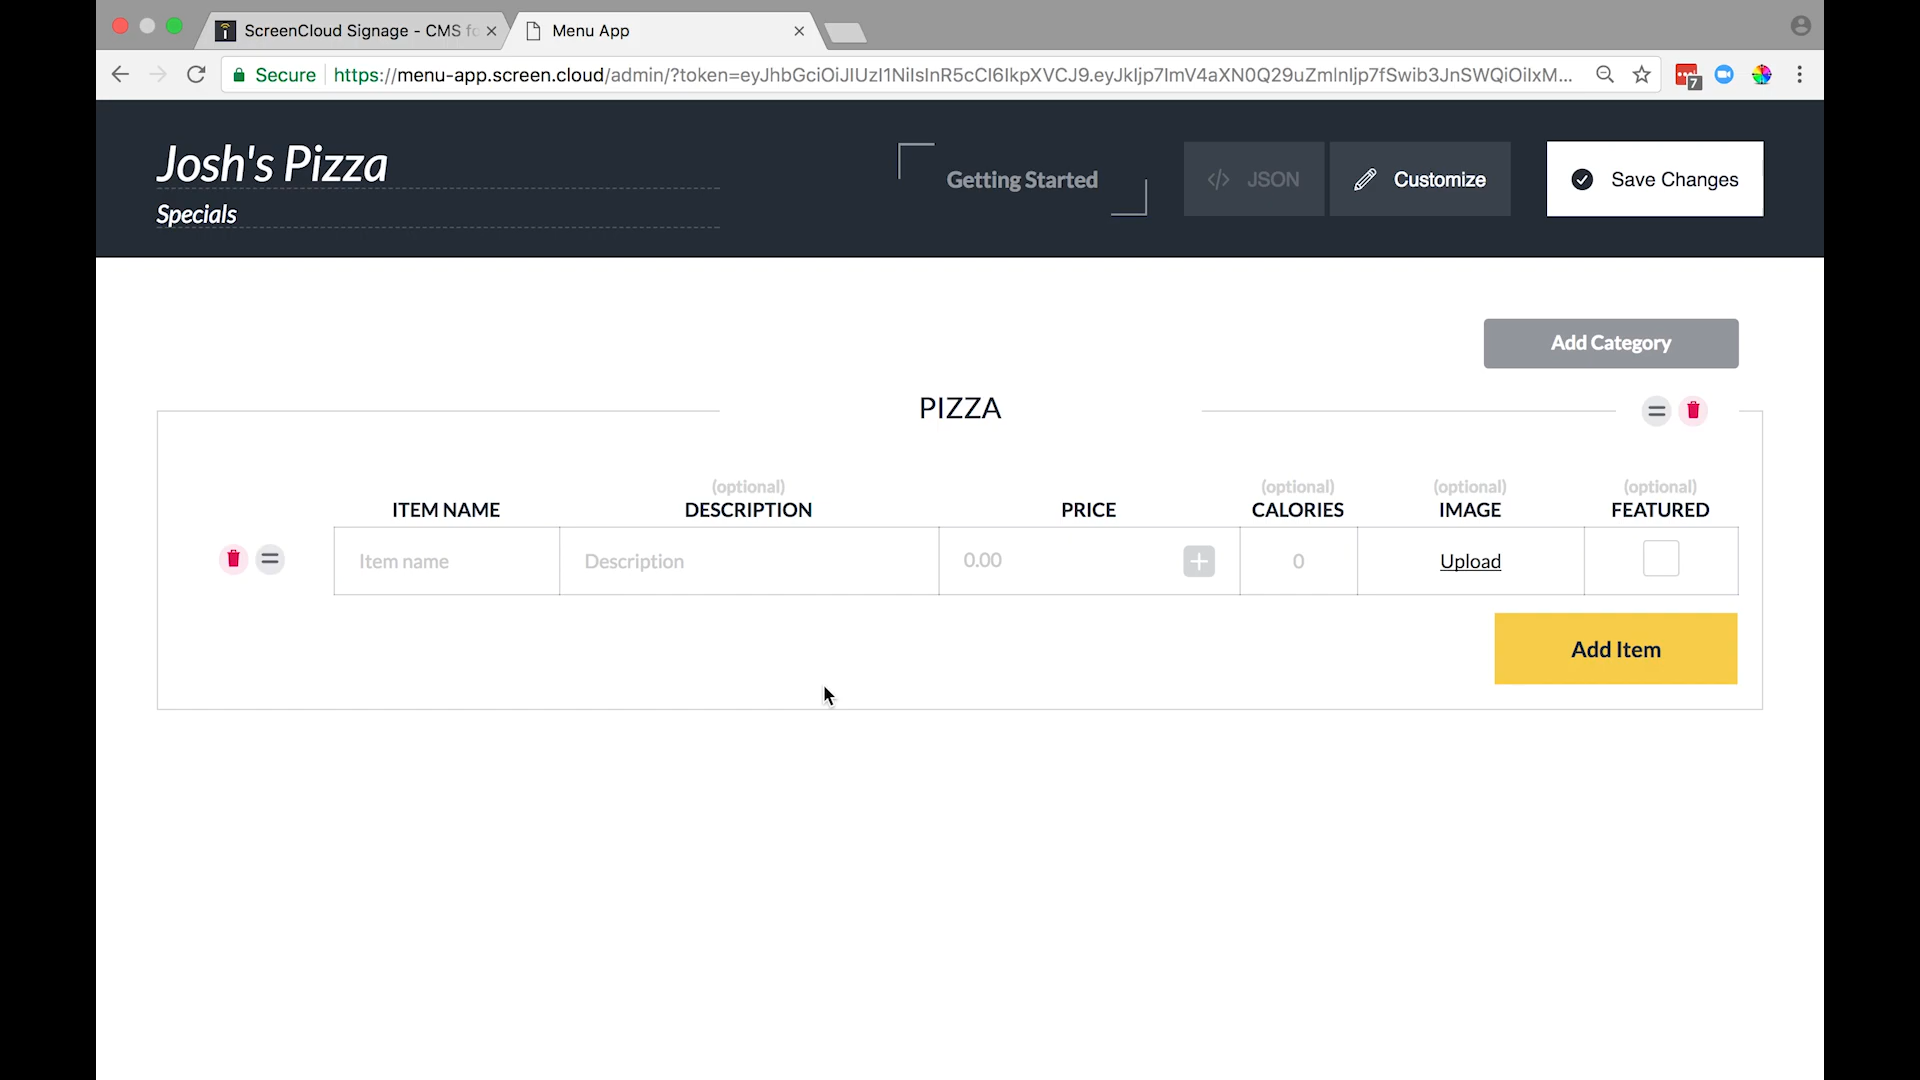 ScreenCloud Signage - CMS fo
Menu App
Secure https://menu-app.screen.cloud/admin/?token=eyJhbGciOiJIUzI1NiIsInR5cCI6IkpXVCJ9.eyJkIjp7ImV4aXN0Q29uZmlnIjp7fSwib3JnSWQiOiIxM...
7
Josh's Pizza
Specials
Getting Started
</> JSON
Customize
Save Changes
Add Category
PIZZA
(optional) (optional) (optional) (optional)
ITEM NAME DESCRIPTION PRICE CALORIES IMAGE FEATURED
Item name Description 0.00 0 Upload
Add Item